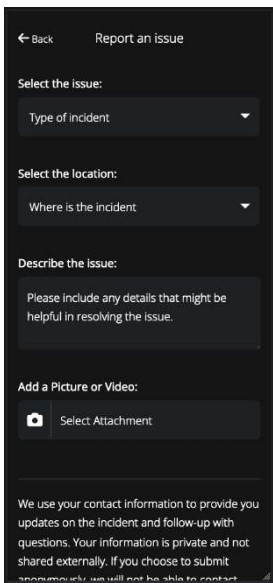 Back Report an issue
Select the issue:
Type of incident
Select the location:
Where is the incident
Describe the issue:
Please include any details that might be
helpful in resolving the issue.
Add a Picture or Video:
Select Attachment
We use your contact information to provide you
updates on the incident and follow-up with
questions. Your information is private and not
shared externally. If you choose to submit
anonymously, we will not be able to contact